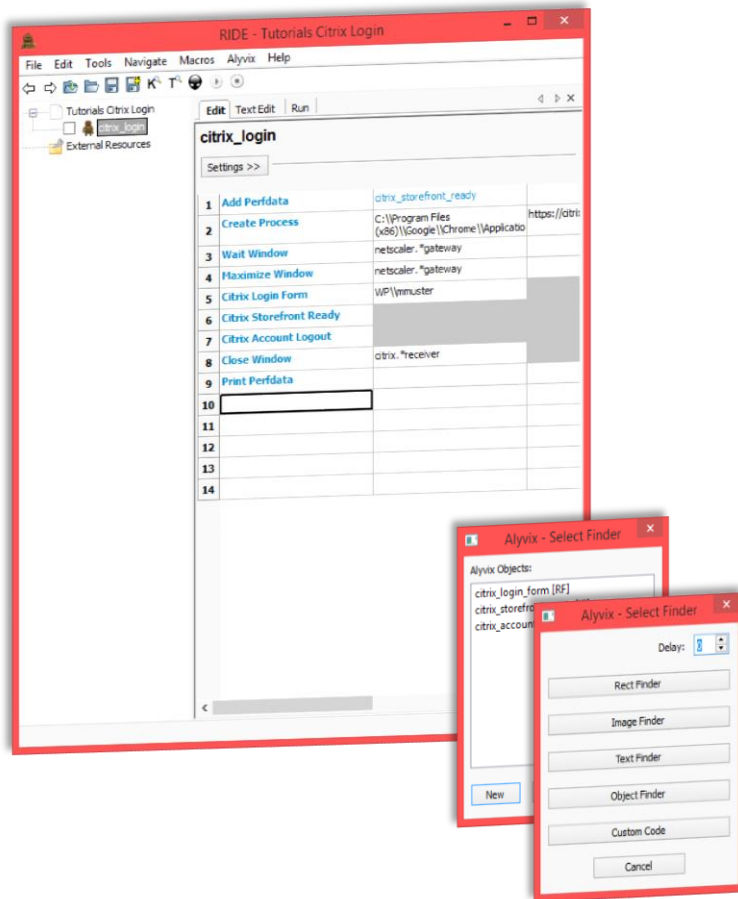 RIDE - Tutorials Citrix Login
File Edit Tools Navigate Macros Alyvix Help
Tutorials Citrix Login
citrix_login
External Resources
Edit Text Edit Run
citrix_login
Settings >>
1 Add Perfdata citrix_storefront_ready
2 Create Process C:\\Program Files
(x86)\\Google\\Chrome\\Applicatio https://citri
3 Wait Window netscaler.*gateway
4 Maximize Window netscaler.*gateway
5 Citrix Login Form WP\\mmuster
6 Citrix Storefront Ready
7 Citrix Account Logout
8 Close Window citrix.*receiver
9 Print Perfdata
10
11
12
13
14
Alyvix - Select Finder
Alyvix Objects:
citrix_login_form [RF]
citrix_storefro
citrix_accoun
New
Alyvix - Select Finder
Delay: 0
Rect Finder
Image Finder
Text Finder
Object Finder
Custom Code
Cancel